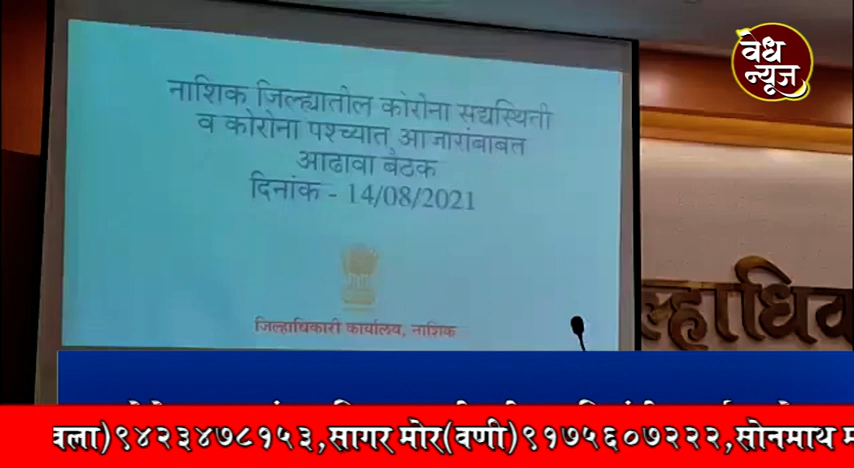 वेध
न्यूज
नाशिक जिल्ह्यातील कोरोना सद्यस्थिती
व कोरोना पश्च्यात आजारांबाबत
आढावा बैठक
दिनांक - 14/08/2021
जिल्हाधिकारी कार्यालय, नाशिक
ल्हाधिक
वला)९४२३४७८१५३,सागर मोर(वणी)९१७५६०७२२२,सोनमाथ म